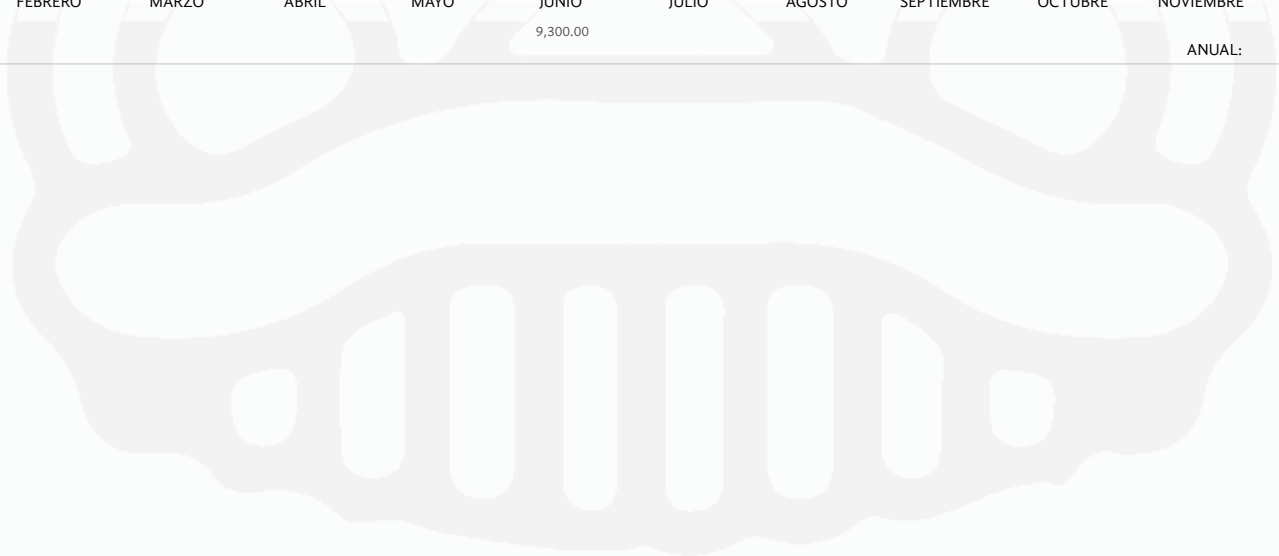 FEBRERO MARZO ABRIL MAYO JUNIO JULIO AGOSTO SEPTIEMBRE OCTUBRE NOVIEMBRE
9,300.00
ANUAL: